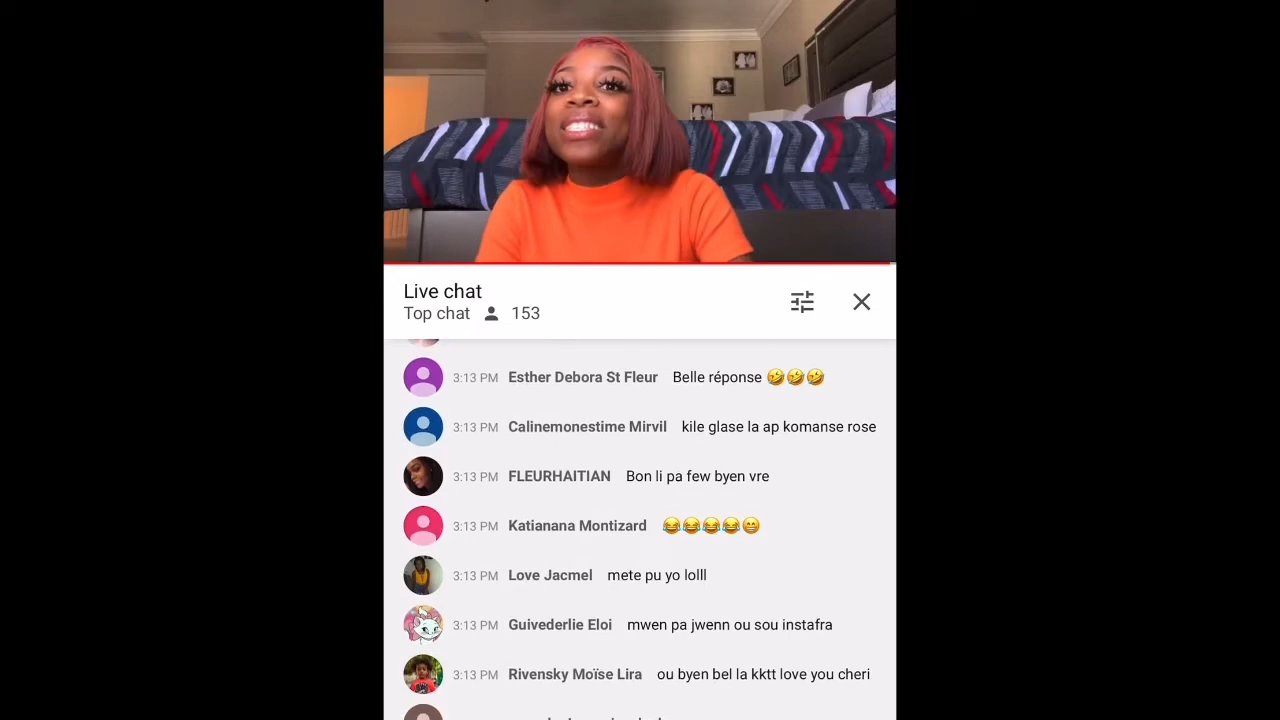 Live chat
Top chat 153
3:13 PM Esther Debora St Fleur Belle réponse 🤣🤣🤣
3:13 PM Calinemonestime Mirvil kile glase la ap komanse rose
3:13 PM FLEURHAITIAN Bon li pa few byen vre
3:13 PM Katianana Montizard 😂😂😂😂😁
3:13 PM Love Jacmel mete pu yo lolll
3:13 PM Guivederlie Eloi mwen pa jwenn ou sou instafra
3:13 PM Rivensky Moïse Lira ou byen bel la kktt love you cheri